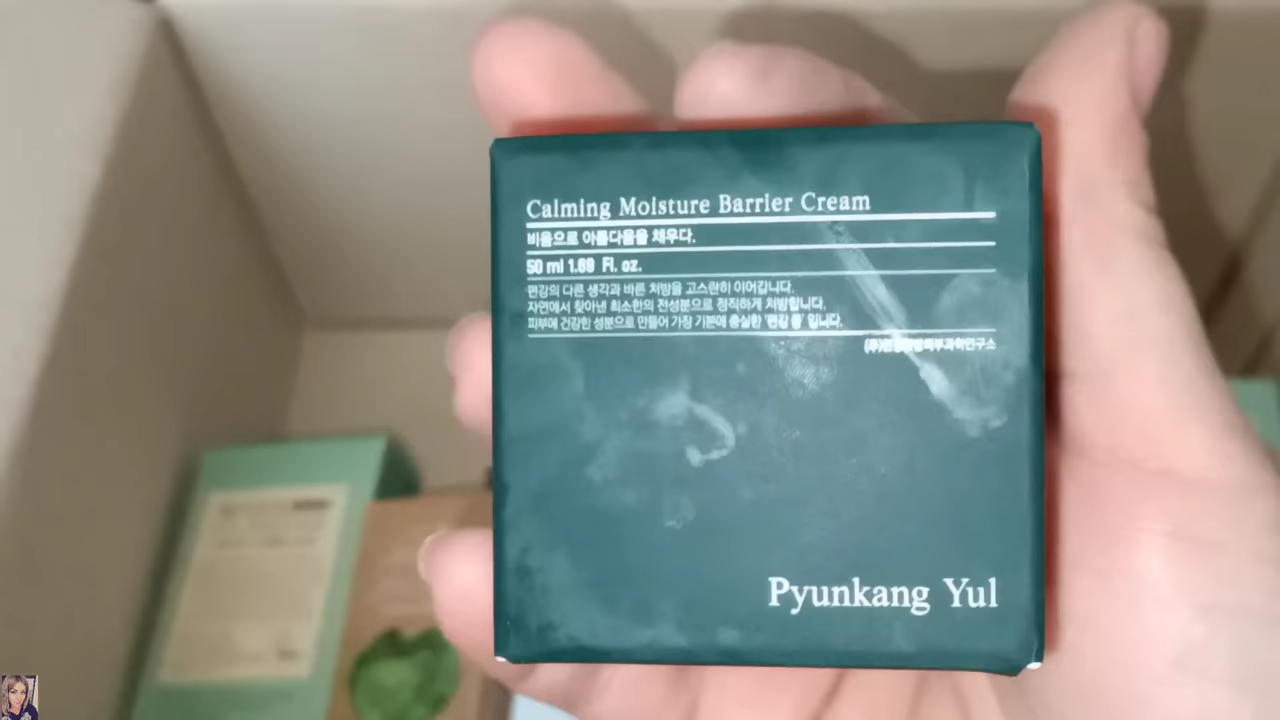 Calming Moisture Barrier Cream
비움으로 아름다움을 채우다.
50 ml 1.69 Fl. oz.
편강의 다른 생각과 바른 처방을 고스란히 이어갑니다.
자연에서 찾아낸 최소한의 전성분으로 정직하게 처방합니다.
피부에 건강한 성분으로 만들어 가장 기본에 충실한 '편강 율' 입니다.
Pyunkang Yul